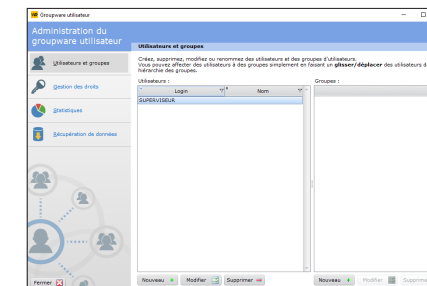 Groupware utilisateur
Administration du
groupware utilisateur
Utilisateurs et groupes
Utilisateurs et groupes
Gestion des droits
Statistiques
Récupération de données
Fermer
Créez, supprimez, modifiez ou renommez des utilisateurs et des groupes d'utilisateurs.
Vous pouvez affecter des utilisateurs à des groupes simplement en faisant un glisser/déplacer des utilisateurs d
hiérarchie des groupes.
Utilisateurs :
Groupes :
Login Nom
SUPERVISEUR
Nouveau Modifier Supprimer
Nouveau Modifier Supprime